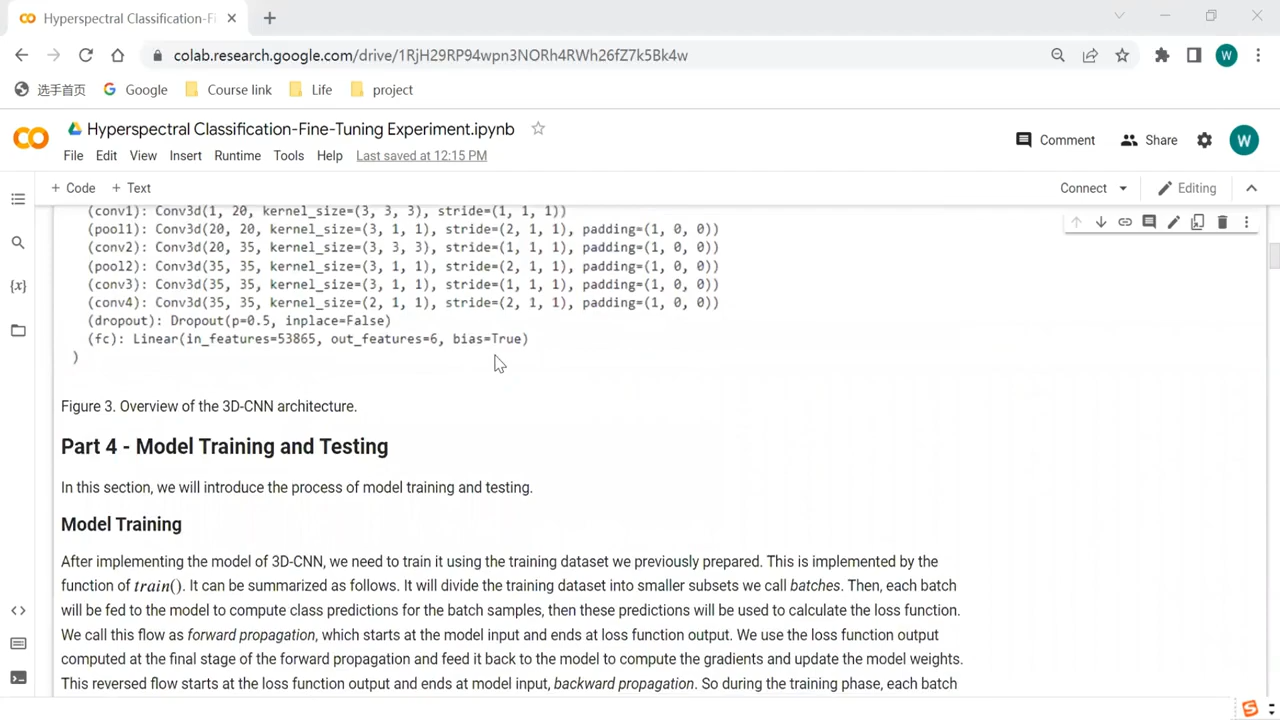 Hyperspectral Classification-Fi
colab.research.google.com/drive/1RjH29RP94wpn3NORh4RWh26fZ7k5Bk4w
W
选手首页 Google Course link Life project
Hyperspectral Classification-Fine-Tuning Experiment.ipynb
Comment Share W
File Edit View Insert Runtime Tools Help Last saved at 12:15 PM
+ Code + Text Connect Editing
(conv1): Conv3d(1, 20, kernel_size=(3, 3, 3), stride=(1, 1, 1))
(pool1): Conv3d(20, 20, kernel_size=(3, 1, 1), stride=(2, 1, 1), padding=(1, 0, 0))
(conv2): Conv3d(20, 35, kernel_size=(3, 3, 3), stride=(1, 1, 1))
(pool2): Conv3d(35, 35, kernel_size=(3, 1, 1), stride=(2, 1, 1), padding=(1, 0, 0))
(conv3): Conv3d(35, 35, kernel_size=(3, 1, 1), stride=(1, 1, 1), padding=(1, 0, 0))
(conv4): Conv3d(35, 35, kernel_size=(2, 1, 1), stride=(2, 1, 1), padding=(1, 0, 0))
(dropout): Dropout(p=0.5, inplace=False)
(fc): Linear(in_features=53865, out_features=6, bias=True)
)
Figure 3. Overview of the 3D-CNN architecture.
Part 4 - Model Training and Testing
In this section, we will introduce the process of model training and testing.
Model Training
After implementing the model of 3D-CNN, we need to train it using the training dataset we previously prepared. This is implemented by the
function of train(). It can be summarized as follows. It will divide the training dataset into smaller subsets we call batches. Then, each batch
will be fed to the model to compute class predictions for the batch samples, then these predictions will be used to calculate the loss function.
We call this flow as forward propagation, which starts at the model input and ends at loss function output. We use the loss function output
computed at the final stage of the forward propagation and feed it back to the model to compute the gradients and update the model weights.
This reversed flow starts at the loss function output and ends at model input, backward propagation. So during the training phase, each batch